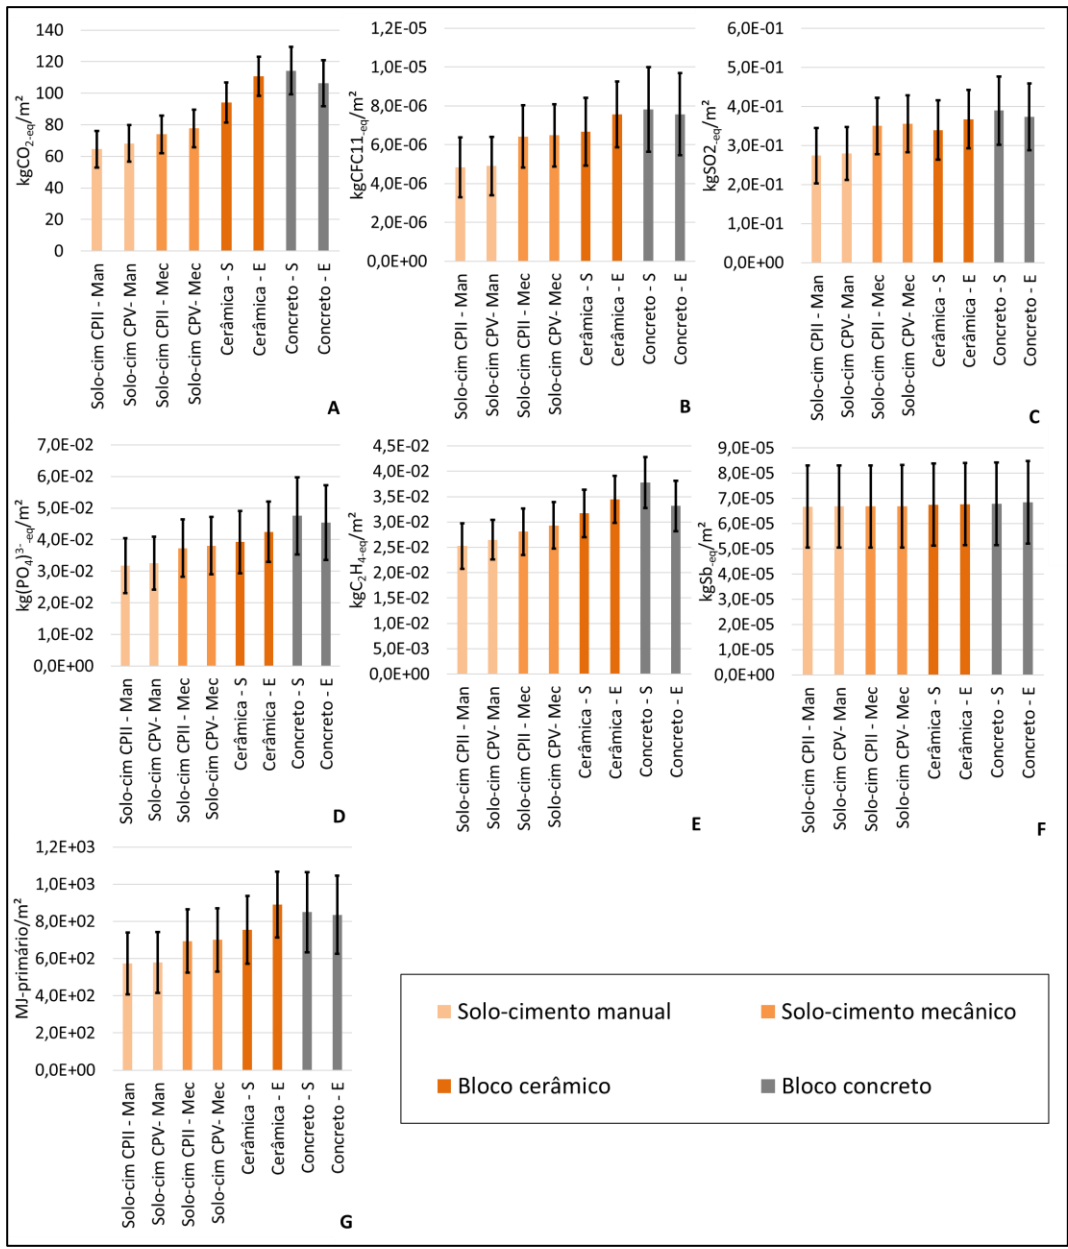 kgCO2-eq/m²
140
120
100
80
60
40
20
0
Solo-cim CPII - Man
Solo-cim CPV- Man
Solo-cim CPII - Mec
Solo-cim CPV- Mec
Cerâmica - S
Cerâmica - E
Concreto - S
Concreto - E
A
kgCFC11-eq/m²
1,2E-05
1,0E-05
8,0E-06
6,0E-06
4,0E-06
2,0E-06
0,0E+00
Solo-cim CPII - Man
Solo-cim CPV- Man
Solo-cim CPII - Mec
Solo-cim CPV- Mec
Cerâmica - S
Cerâmica - E
Concreto - S
Concreto - E
B
kgSO2-eq/m²
6,0E-01
5,0E-01
4,0E-01
3,0E-01
2,0E-01
1,0E-01
0,0E+00
Solo-cim CPII - Man
Solo-cim CPV- Man
Solo-cim CPII - Mec
Solo-cim CPV- Mec
Cerâmica - S
Cerâmica - E
Concreto - S
Concreto - E
C
kg(PO4)3--eq/m²
7,0E-02
6,0E-02
5,0E-02
4,0E-02
3,0E-02
2,0E-02
1,0E-02
0,0E+00
Solo-cim CPII - Man
Solo-cim CPV- Man
Solo-cim CPII - Mec
Solo-cim CPV- Mec
Cerâmica - S
Cerâmica - E
Concreto - S
Concreto - E
D
kgC2H4-eq/m²
4,5E-02
4,0E-02
3,5E-02
3,0E-02
2,5E-02
2,0E-02
1,5E-02
1,0E-02
5,0E-03
0,0E+00
Solo-cim CPII - Man
Solo-cim CPV- Man
Solo-cim CPII - Mec
Solo-cim CPV- Mec
Cerâmica - S
Cerâmica - E
Concreto - S
Concreto - E
E
kgSb-eq/m²
9,0E-05
8,0E-05
7,0E-05
6,0E-05
5,0E-05
4,0E-05
3,0E-05
2,0E-05
1,0E-05
0,0E+00
Solo-cim CPII - Man
Solo-cim CPV- Man
Solo-cim CPII - Mec
Solo-cim CPV- Mec
Cerâmica - S
Cerâmica - E
Concreto - S
Concreto - E
F
MJ-primário/m²
1,2E+03
1,0E+03
8,0E+02
6,0E+02
4,0E+02
2,0E+02
0,0E+00
Solo-cim CPII - Man
Solo-cim CPV- Man
Solo-cim CPII - Mec
Solo-cim CPV- Mec
Cerâmica - S
Cerâmica - E
Concreto - S
Concreto - E
G
Solo-cimento manual
Solo-cimento mecânico
Bloco cerâmico
Bloco concreto